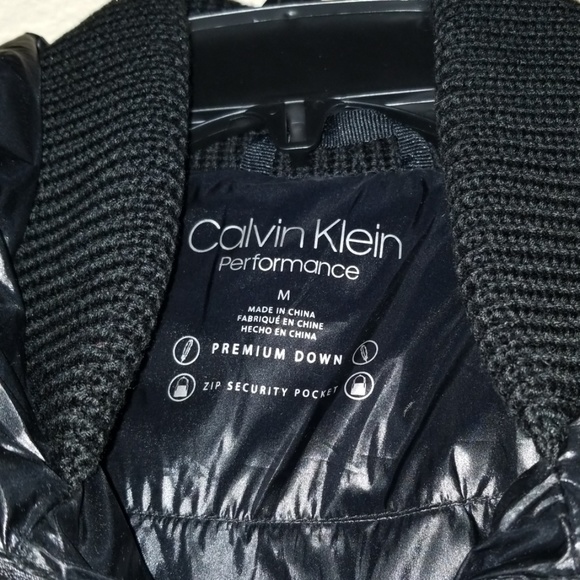 Calvin Klein
Performance
M
MADE IN CHINA
FABRIQUÉ EN CHINE
HECHO EN CHINA
PREMIUM DOWN
ZIP SECURITY POCKET